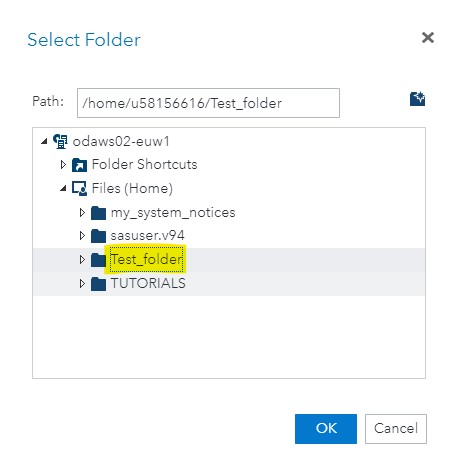 Select Folder
Path: /home/u58156616/Test_folder
odaws02-euw1
Folder Shortcuts
Files (Home)
my_system_notices
sasuser.v94
Test_folder
TUTORIALS
OK Cancel